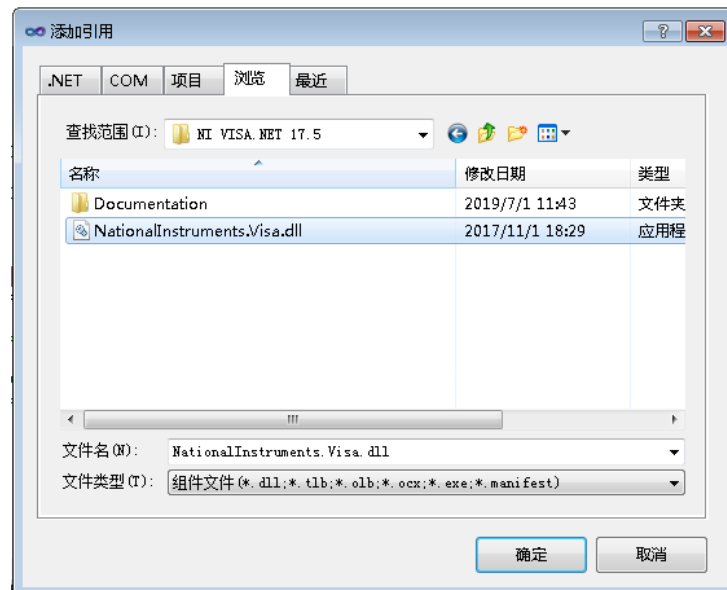 添加引用
.NET COM 项目 浏览 最近
查找范围(I): NI VISA.NET 17.5
名称 修改日期 类型
Documentation 2019/7/1 11:43 文件夹
NationalInstruments.Visa.dll 2017/11/1 18:29 应用程
文件名(N): NationalInstruments.Visa.dll
文件类型(T): 组件文件(*.dll;*.tlb;*.olb;*.ocx;*.exe;*.manifest)
确定 取消